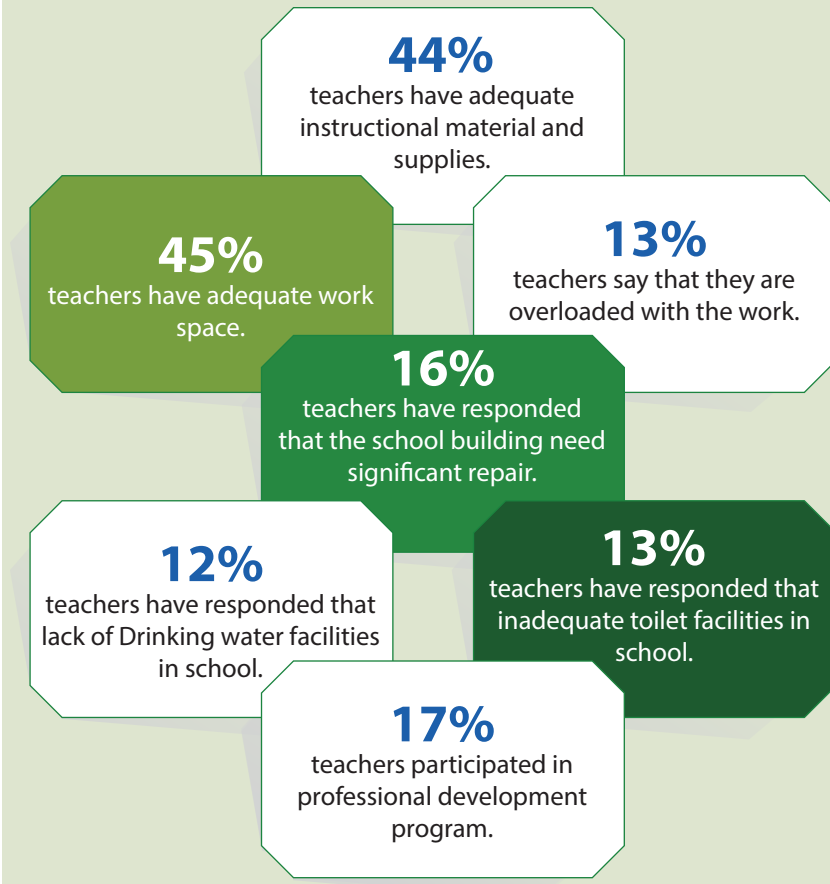 44%
teachers have adequate
instructional material and
supplies.
45%
teachers have adequate work
space.
13%
teachers say that they are
overloaded with the work.
16%
teachers have responded
that the school building need
significant repair.
12%
teachers have responded that
lack of Drinking water facilities
in school.
13%
teachers have responded that
inadequate toilet facilities in
school.
17%
teachers participated in
professional development
program.